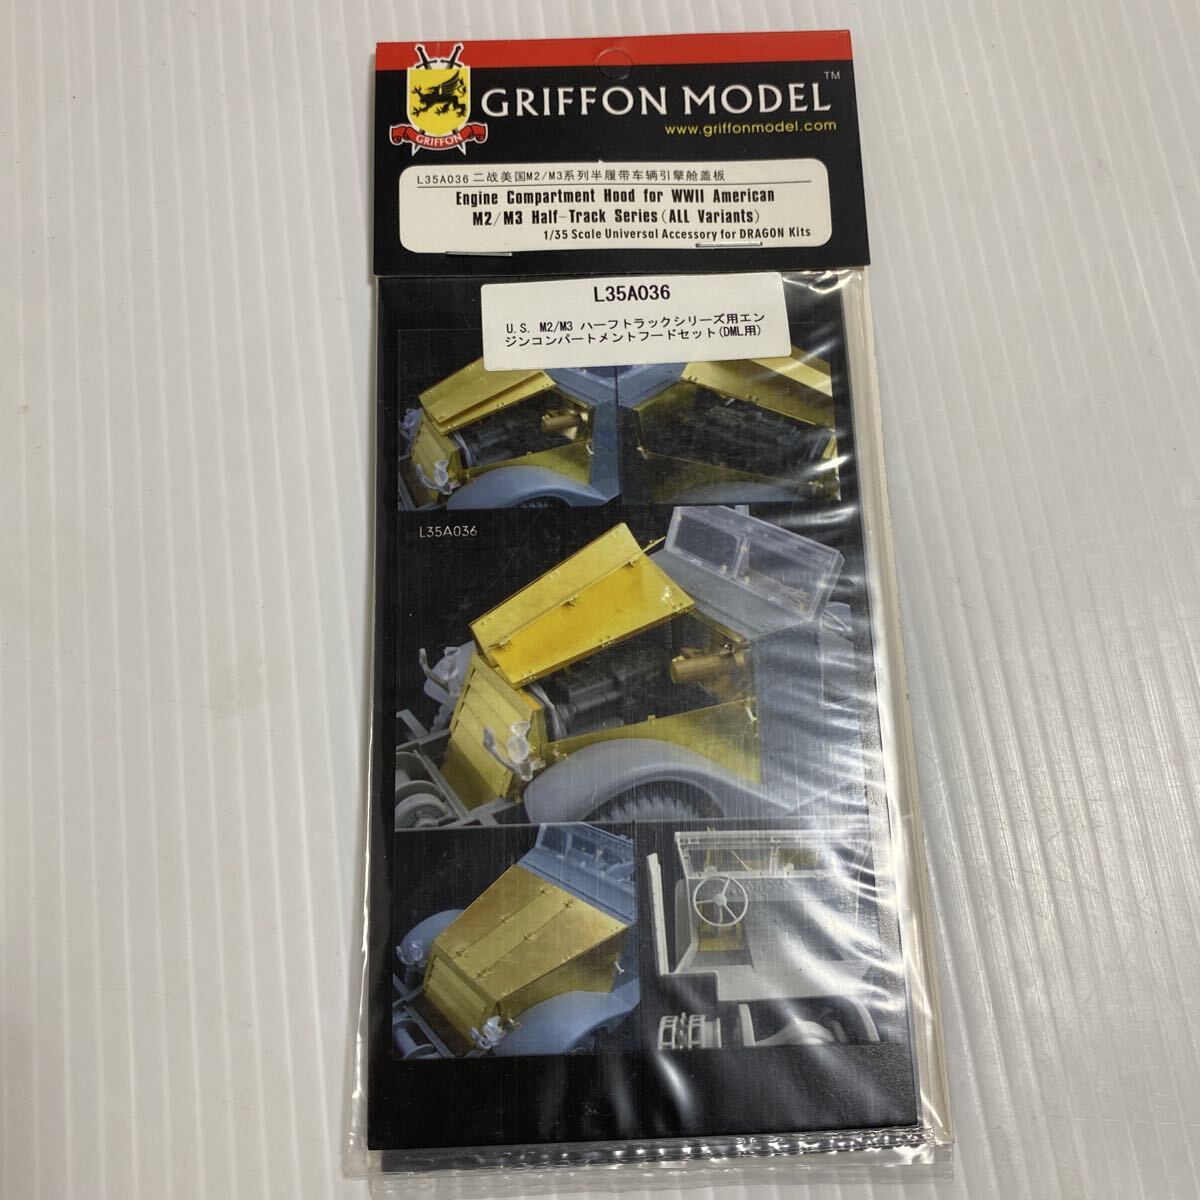 GRIFFON MODEL™
www.griffonmodel.com
GRIFFON
L35A036 二战美国M2/M3系列半履带车辆引擎舱盖板
Engine Compartment Hood for WWII American
M2/M3 Half-Track Series(ALL Variants)
1/35 Scale Universal Accessory for DRAGON Kits
L35A036
U.S. M2/M3 ハーフトラックシリーズ用エン
ジンコンパートメントフードセット(DML用)
L35A036